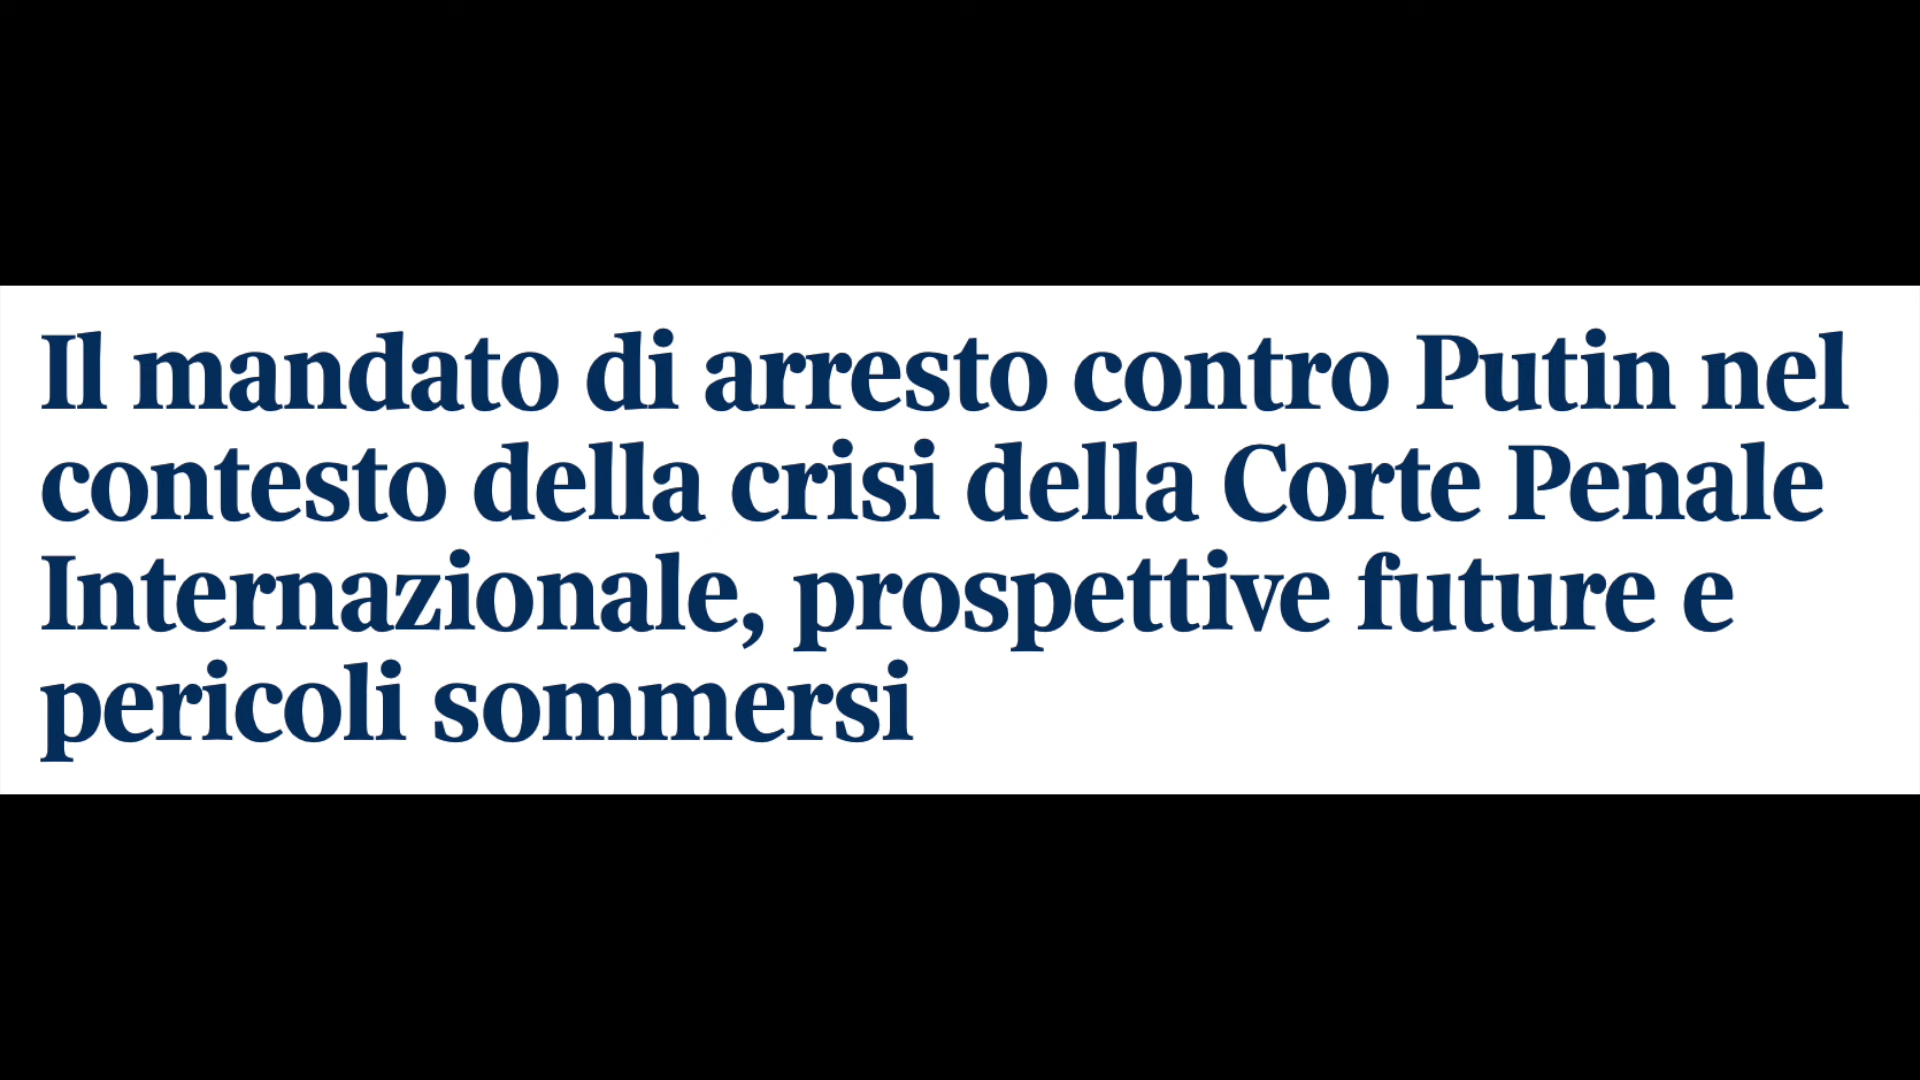 Il mandato di arresto contro Putin nel
contesto della crisi della Corte Penale
Internazionale, prospettive future e
pericoli sommersi